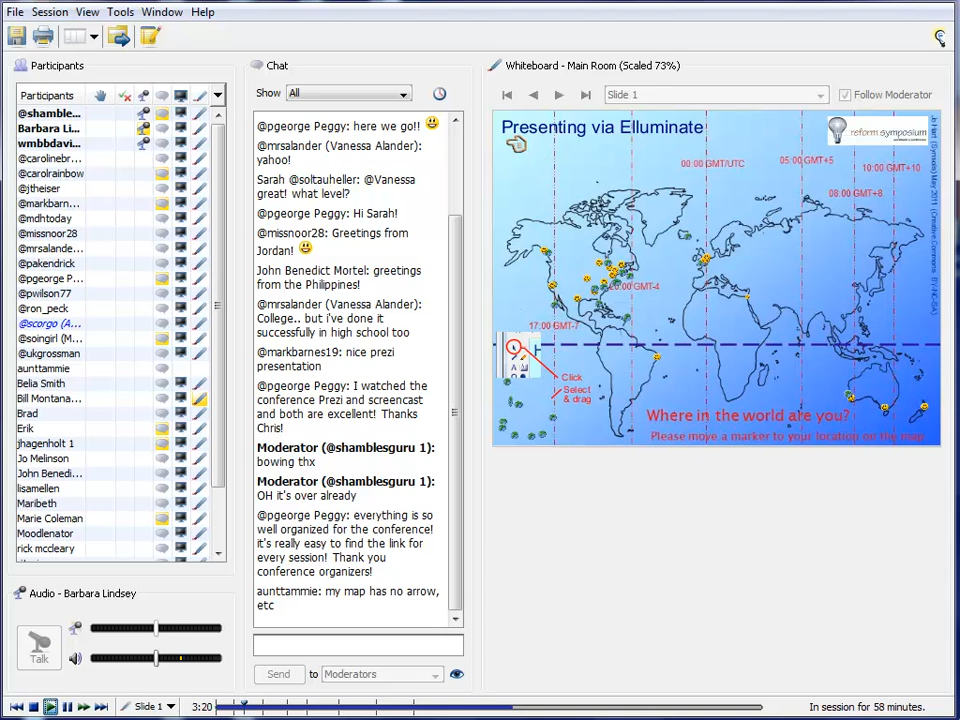 File Session View Tools Window Help
Participants
Participants
@shamble...
Barbara Li...
wmbbdavi...
@carolinebr...
@carolrainbow
@jtheiser
@markbarn...
@mdhtoday
@missnoor28
@mrsalande...
@pakendrick
@pgeorge P...
@pwilson77
@ron_peck
@scorgo (A...
@soingirl (M...
@ukgrossman
aunttammie
Belia Smith
Bill Montana...
Brad
Erik
jhagenholt 1
Jo Melinson
John Benedi...
lisamellen
Maribeth
Marie Coleman
Moodlenator
rick mccleary
Audio - Barbara Lindsey
Talk
Chat
Show All
@pgeorge Peggy: here we go!!
@mrsalander (Vanessa Alander):
yahoo!
Sarah @soltauheller: @Vanessa
great! what level?
@pgeorge Peggy: Hi Sarah!
@missnoor28: Greetings from
Jordan!
John Benedict Mortel: greetings
from the Philippines!
@mrsalander (Vanessa Alander):
College.. but i've done it
successfully in high school too
@markbarnes19: nice prezi
presentation
@pgeorge Peggy: I watched the
conference Prezi and screencast
and both are excellent! Thanks
Chris!
Moderator (@shamblesguru 1):
bowing thx
Moderator (@shamblesguru 1):
OH it's over already
@pgeorge Peggy: everything is so
well organized for the conference!
it's really easy to find the link for
every session! Thank you
conference organizers!
aunttammie: my map has no arrow,
etc
Send to Moderators
Whiteboard - Main Room (Scaled 73%)
Slide 1 Follow Moderator
Presenting via Elluminate
reform symposium
00:00 GMT/UTC
05:00 GMT+5
10:00 GMT+10
08:00 GMT+8
17:00 GMT-7
Click
Select
& drag
Where in the world are you?
Please move a marker to your location on the map
Slide 1 3:20 In session for 58 minutes.